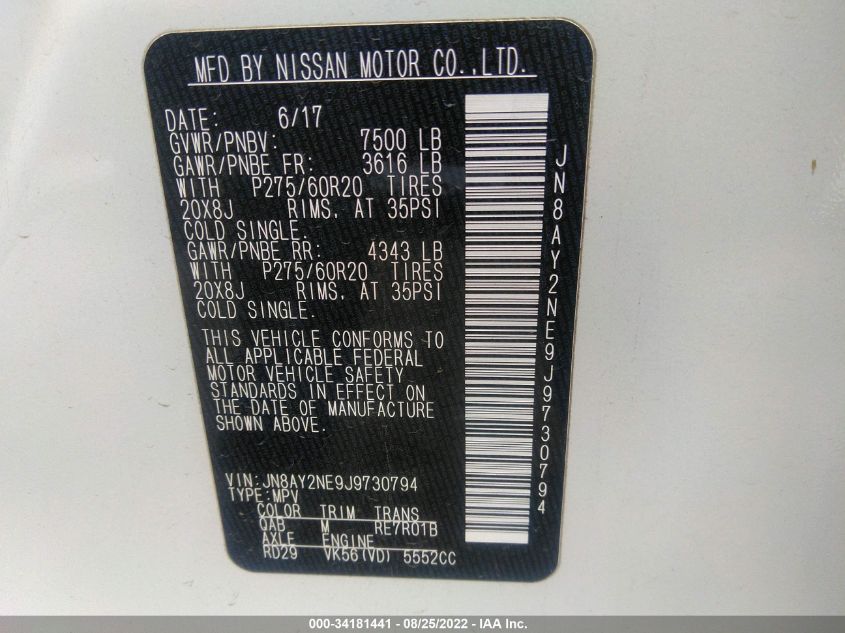 MFD BY NISSAN MOTOR CO.,LTD.
DATE: 6/17
GVWR/PNBV: 7500 LB
GAWR/PNBE FR: 3616 LB
WITH P275/60R20 TIRES
20X8J RIMS, AT 35PSI
COLD SINGLE.
GAWR/PNBE RR: 4343 LB
WITH P275/60R20 TIRES
20X8J RIMS, AT 35PSI
COLD SINGLE.
THIS VEHICLE CONFORMS TO
ALL APPLICABLE FEDERAL
MOTOR VEHICLE SAFETY
STANDARDS IN EFFECT ON
THE DATE OF MANUFACTURE
SHOWN ABOVE.
VIN:JN8AY2NE9J9730794
TYPE:MPV
COLOR TRIM TRANS
QAB M RE7R01B
AXLE ENGINE
RD29 VK56(VD) 5552CC
JN8AY2NE9J9730794
000-34181441 - 08/25/2022 - IAA Inc.